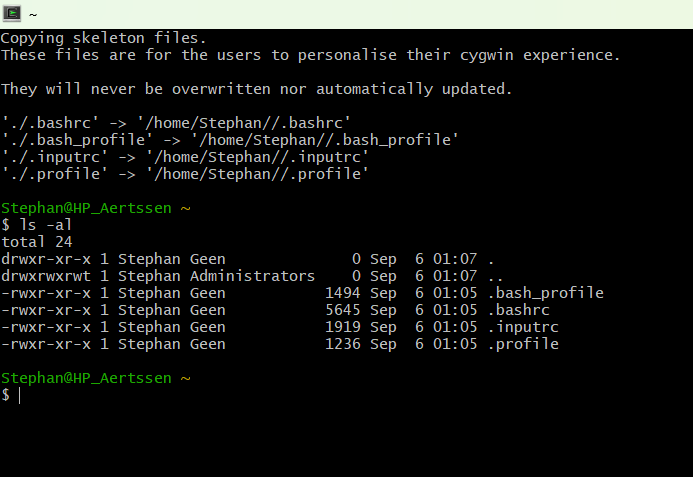 ~
Copying skeleton files.
These files are for the users to personalise their cygwin experience.
They will never be overwritten nor automatically updated.
'./.bashrc' -> '/home/Stephan//.bashrc'
'./.bash_profile' -> '/home/Stephan//.bash_profile'
'./.inputrc' -> '/home/Stephan//.inputrc'
'./.profile' -> '/home/Stephan//.profile'
Stephan@HP_Aertssen ~
$ ls -al
total 24
drwxr-xr-x 1 Stephan Geen              0 Sep  6 01:07 .
drwxrwxrwt 1 Stephan Administrators    0 Sep  6 01:07 ..
-rwxr-xr-x 1 Stephan Geen           1494 Sep  6 01:05 .bash_profile
-rwxr-xr-x 1 Stephan Geen           5645 Sep  6 01:05 .bashrc
-rwxr-xr-x 1 Stephan Geen           1919 Sep  6 01:05 .inputrc
-rwxr-xr-x 1 Stephan Geen           1236 Sep  6 01:05 .profile
Stephan@HP_Aertssen ~
$